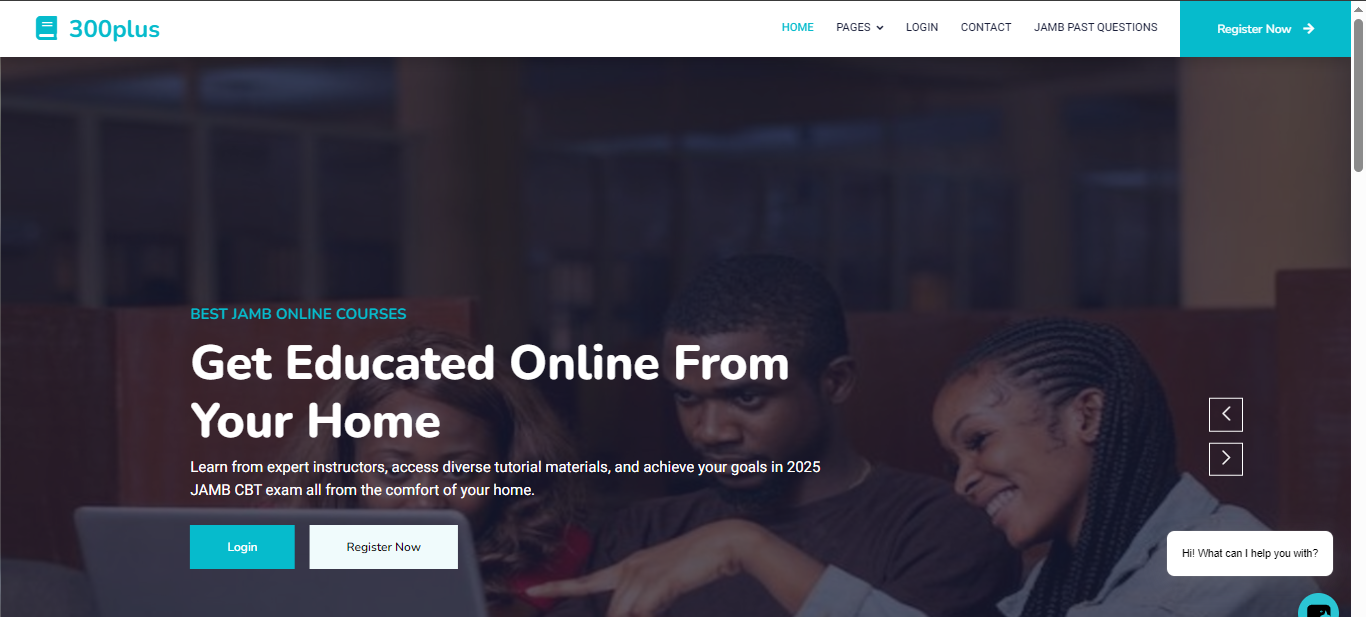 300plus
HOME
PAGES
LOGIN
CONTACT
JAMB PAST QUESTIONS
Register Now
BEST JAMB ONLINE COURSES
Get Educated Online From
Your Home
Learn from expert instructors, access diverse tutorial materials, and achieve your goals in 2025
JAMB CBT exam all from the comfort of your home.
Login
Register Now
Hi! What can I help you with?